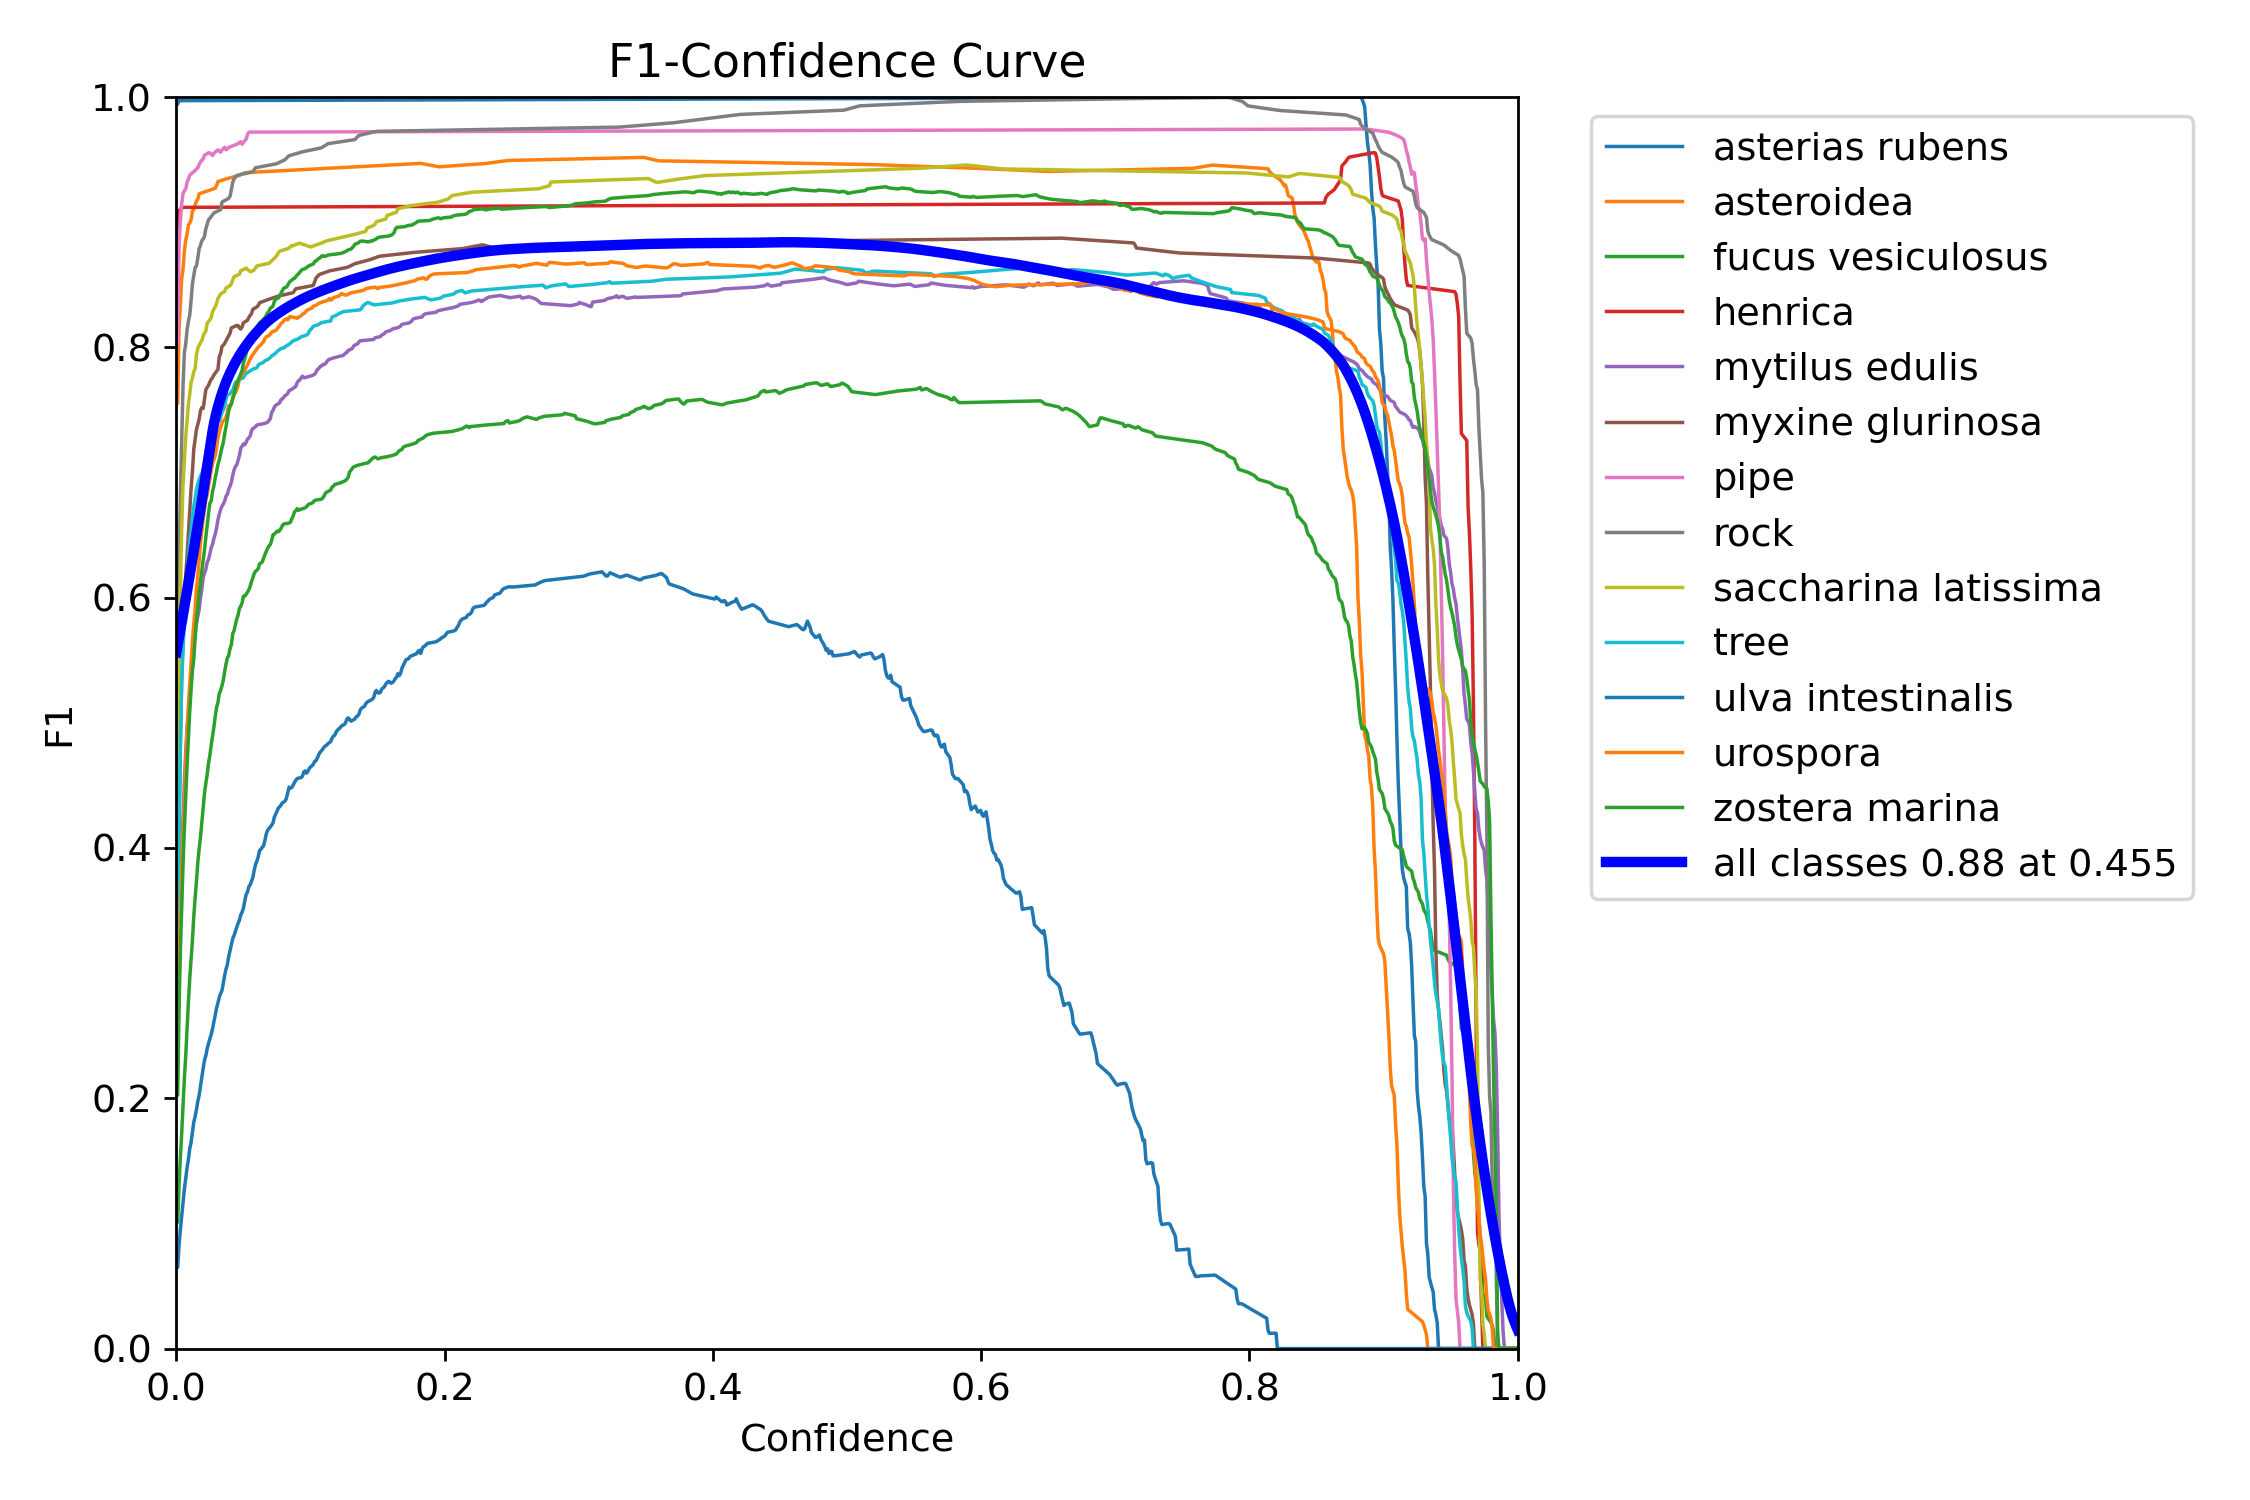 F1-Confidence Curve
1.0
0.8
0.6
0.4
0.2
0.0
F1
0.0 0.2 0.4 0.6 0.8 1.0
Confidence
asterias rubens
asteroidea
fucus vesiculosus
henrica
mytilus edulis
myxine glurinosa
pipe
rock
saccharina latissima
tree
ulva intestinalis
urospora
zostera marina
all classes 0.88 at 0.455